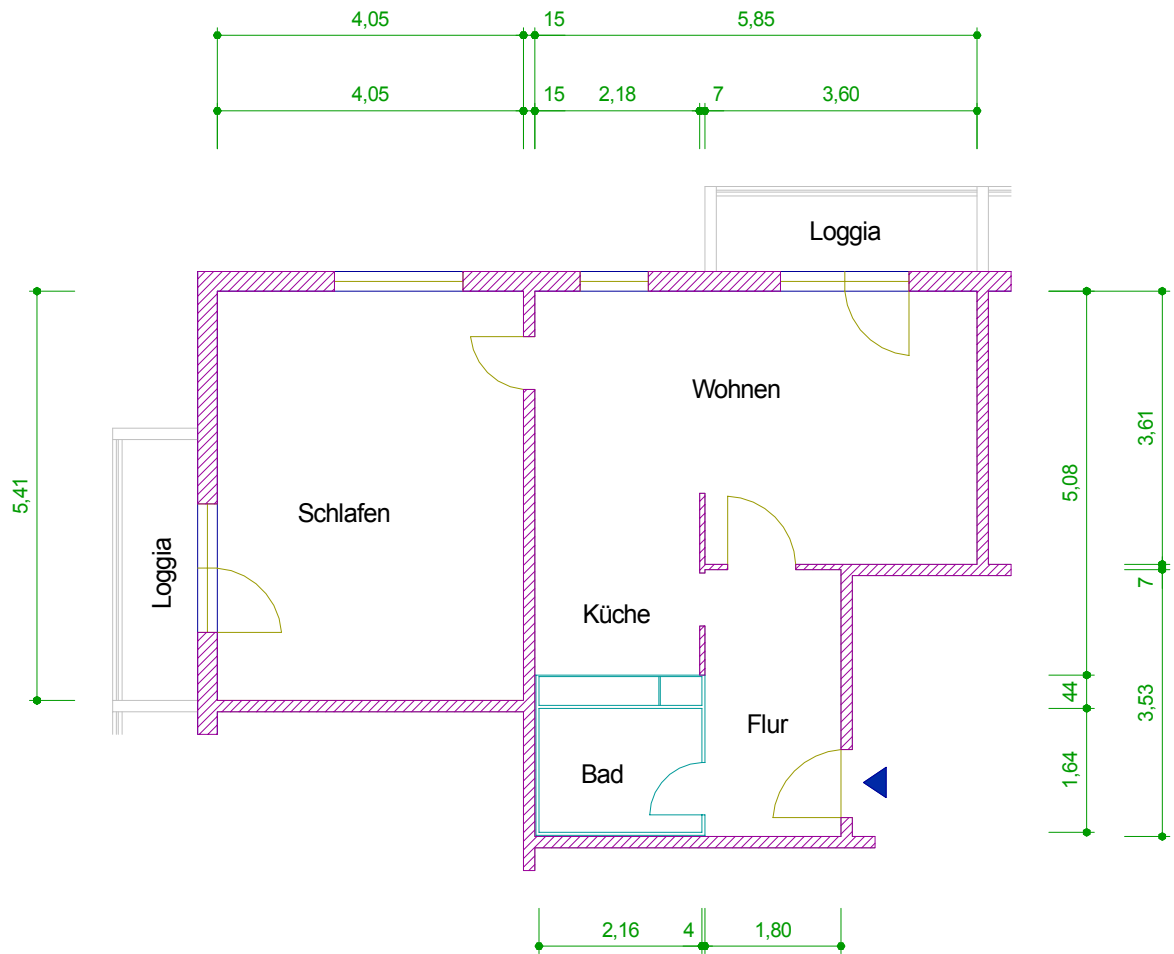 4,05 15 5,85
4,05 15 2,18 7 3,60
Loggia
Wohnen
3,61
5,08
5,41
Schlafen
Loggia
7
Küche
44
3,53
Flur
1,64
Bad
2,16 4 1,80